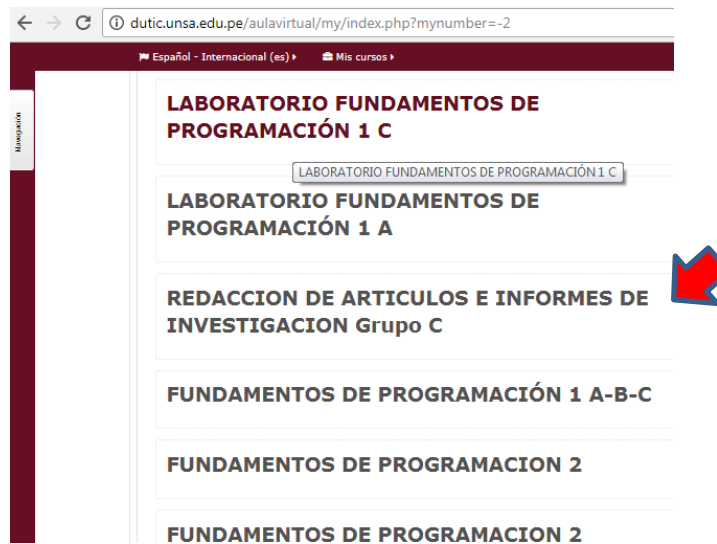 dutic.unsa.edu.pe/aulavirtual/my/index.php?mynumber=-2
Español - Internacional (es) Mis cursos
Navegación
LABORATORIO FUNDAMENTOS DE
PROGRAMACIÓN 1 C
LABORATORIO FUNDAMENTOS DE PROGRAMACIÓN 1 C
LABORATORIO FUNDAMENTOS DE
PROGRAMACIÓN 1 A
REDACCION DE ARTICULOS E INFORMES DE
INVESTIGACION Grupo C
FUNDAMENTOS DE PROGRAMACIÓN 1 A-B-C
FUNDAMENTOS DE PROGRAMACION 2
FUNDAMENTOS DE PROGRAMACION 2